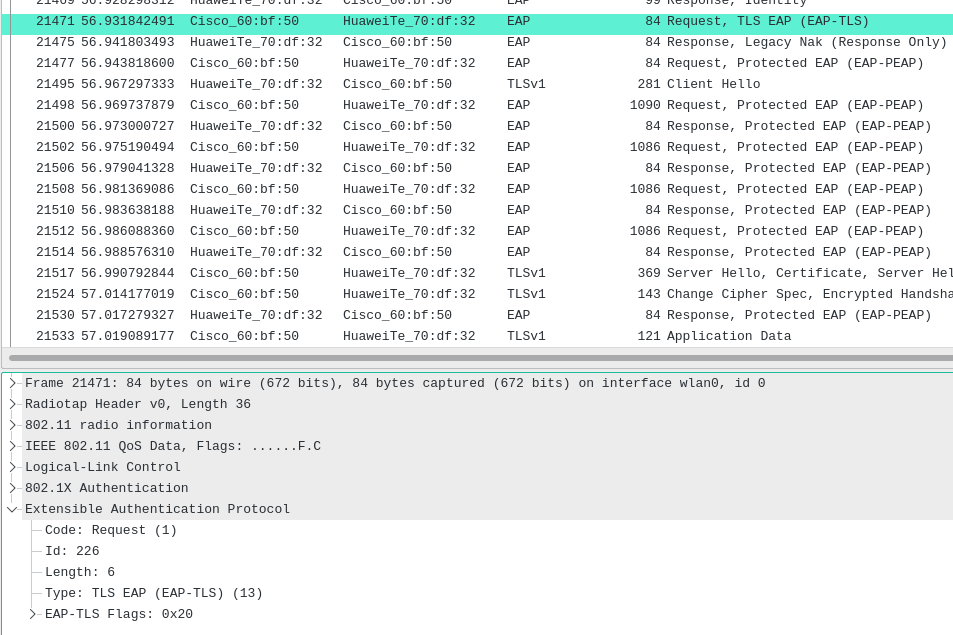 21469 56.928298312 Cisco_60:bf:50 HuaweiTe_70:df:32 EAP 99 Response, Identity
21471 56.931842491 Cisco_60:bf:50 HuaweiTe_70:df:32 EAP 84 Request, TLS EAP (EAP-TLS)
21475 56.941803493 HuaweiTe_70:df:32 Cisco_60:bf:50 EAP 84 Response, Legacy Nak (Response Only)
21477 56.943818600 Cisco_60:bf:50 HuaweiTe_70:df:32 EAP 84 Request, Protected EAP (EAP-PEAP)
21495 56.967297333 HuaweiTe_70:df:32 Cisco_60:bf:50 TLSv1 281 Client Hello
21498 56.969737879 Cisco_60:bf:50 HuaweiTe_70:df:32 EAP 1090 Request, Protected EAP (EAP-PEAP)
21500 56.973000727 HuaweiTe_70:df:32 Cisco_60:bf:50 EAP 84 Response, Protected EAP (EAP-PEAP)
21502 56.975190494 Cisco_60:bf:50 HuaweiTe_70:df:32 EAP 1086 Request, Protected EAP (EAP-PEAP)
21506 56.979041328 HuaweiTe_70:df:32 Cisco_60:bf:50 EAP 84 Response, Protected EAP (EAP-PEAP)
21508 56.981369086 Cisco_60:bf:50 HuaweiTe_70:df:32 EAP 1086 Request, Protected EAP (EAP-PEAP)
21510 56.983638188 HuaweiTe_70:df:32 Cisco_60:bf:50 EAP 84 Response, Protected EAP (EAP-PEAP)
21512 56.986088360 Cisco_60:bf:50 HuaweiTe_70:df:32 EAP 1086 Request, Protected EAP (EAP-PEAP)
21514 56.988576310 HuaweiTe_70:df:32 Cisco_60:bf:50 EAP 84 Response, Protected EAP (EAP-PEAP)
21517 56.990792844 Cisco_60:bf:50 HuaweiTe_70:df:32 TLSv1 369 Server Hello, Certificate, Server Hel
21524 57.014177019 Cisco_60:bf:50 HuaweiTe_70:df:32 TLSv1 143 Change Cipher Spec, Encrypted Handsha
21530 57.017279327 HuaweiTe_70:df:32 Cisco_60:bf:50 EAP 84 Response, Protected EAP (EAP-PEAP)
21533 57.019089177 Cisco_60:bf:50 HuaweiTe_70:df:32 TLSv1 121 Application Data
Frame 21471: 84 bytes on wire (672 bits), 84 bytes captured (672 bits) on interface wlan0, id 0
Radiotap Header v0, Length 36
802.11 radio information
IEEE 802.11 QoS Data, Flags: ......F.C
Logical-Link Control
802.1X Authentication
Extensible Authentication Protocol
Code: Request (1)
Id: 226
Length: 6
Type: TLS EAP (EAP-TLS) (13)
EAP-TLS Flags: 0x20